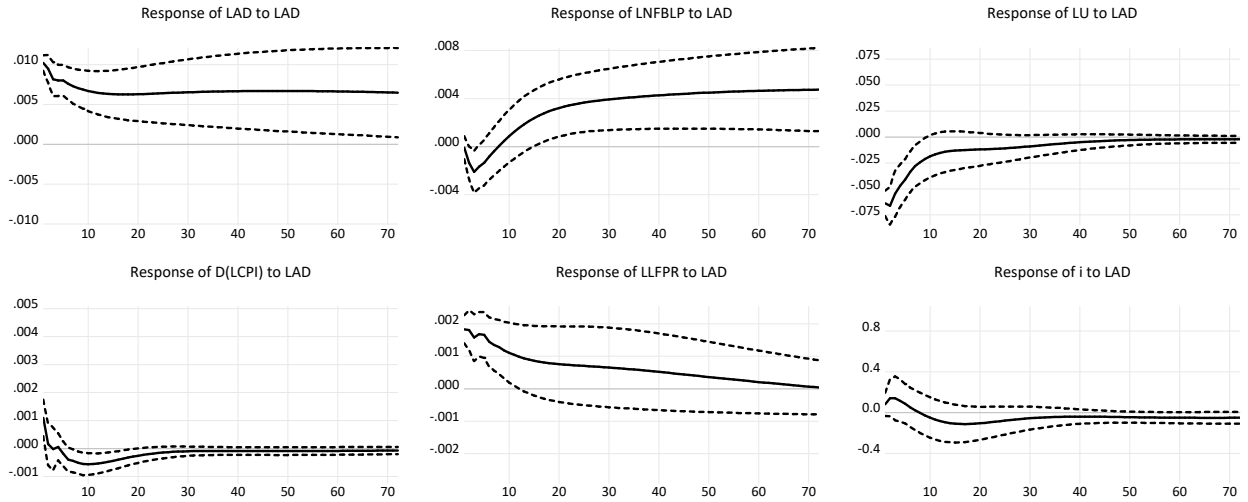 Response of LAD to LAD
.010
.005
.000
-.005
-.010
10 20 30 40 50 60 70
Response of LNFBLP to LAD
.008
.004
.000
-.004
10 20 30 40 50 60 70
Response of LU to LAD
.075
.050
.025
.000
-.025
-.050
-.075
10 20 30 40 50 60 70
Response of D(LCPI) to LAD
.005
.004
.003
.002
.001
.000
-.001
10 20 30 40 50 60 70
Response of LLFPR to LAD
.002
.001
.000
-.001
-.002
10 20 30 40 50 60 70
Response of i to LAD
0.8
0.4
0.0
-0.4
10 20 30 40 50 60 70